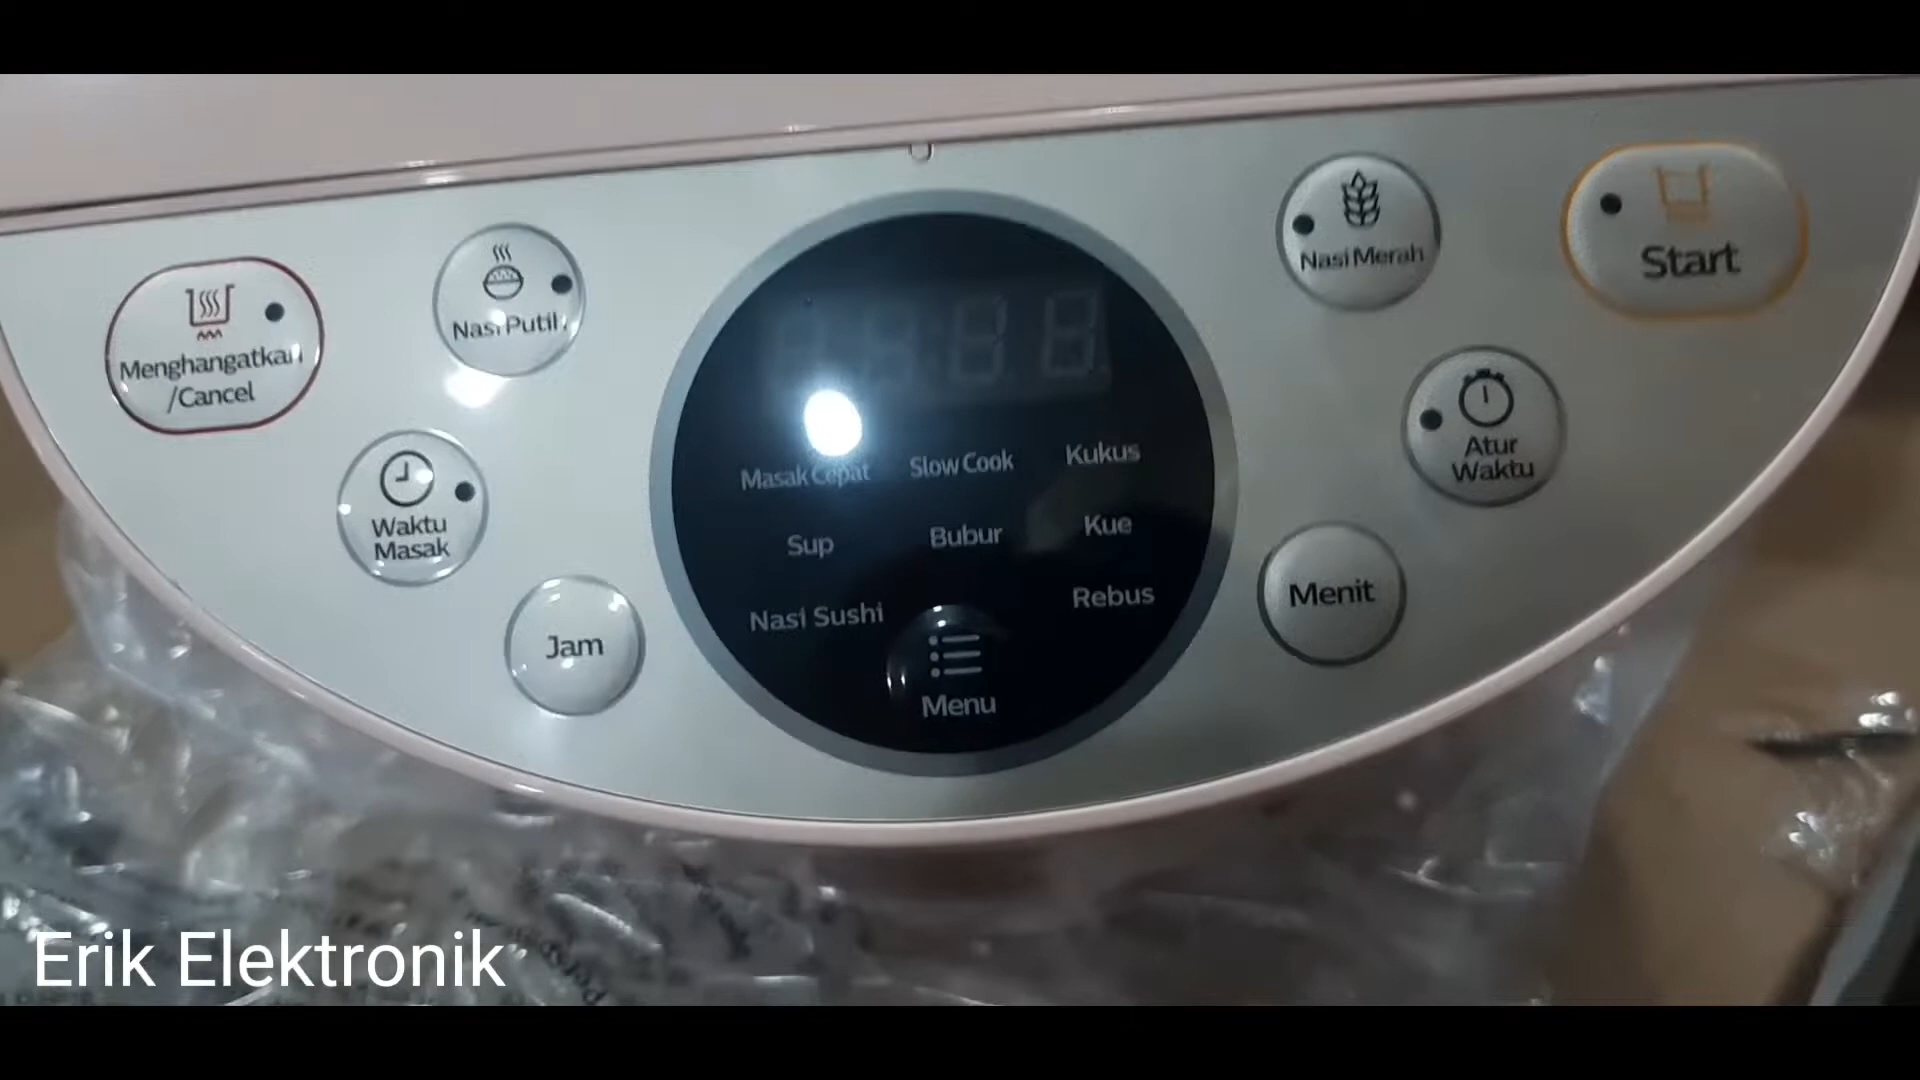 Menghangatkan
/Cancel
Nasi Putih
Waktu
Masak
Jam
Masak Cepat
Slow Cook
Kukus
Sup
Bubur
Kue
Nasi Sushi
Rebus
Menu
Nasi Merah
Start
Atur
Waktu
Menit
Erik Elektronik